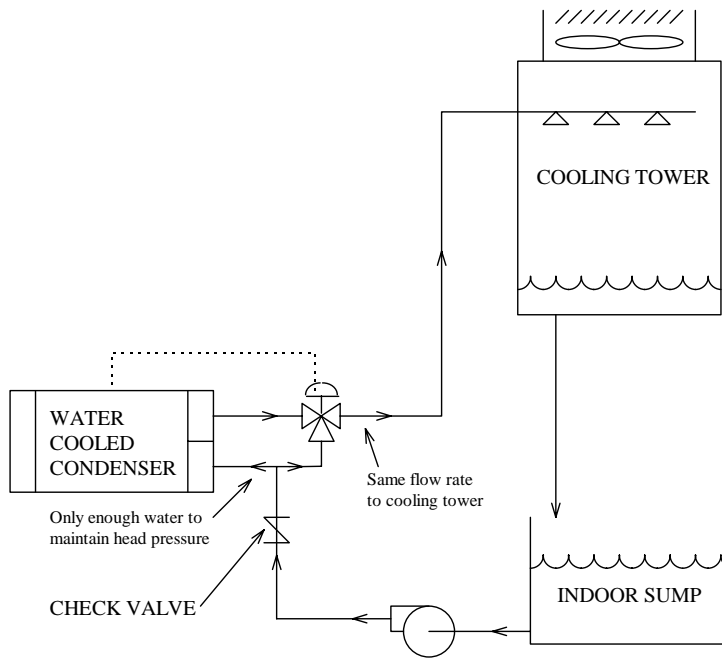 COOLING TOWER
WATER
COOLED
CONDENSER
Same flow rate
to cooling tower
Only enough water to
maintain head pressure
CHECK VALVE
INDOOR SUMP